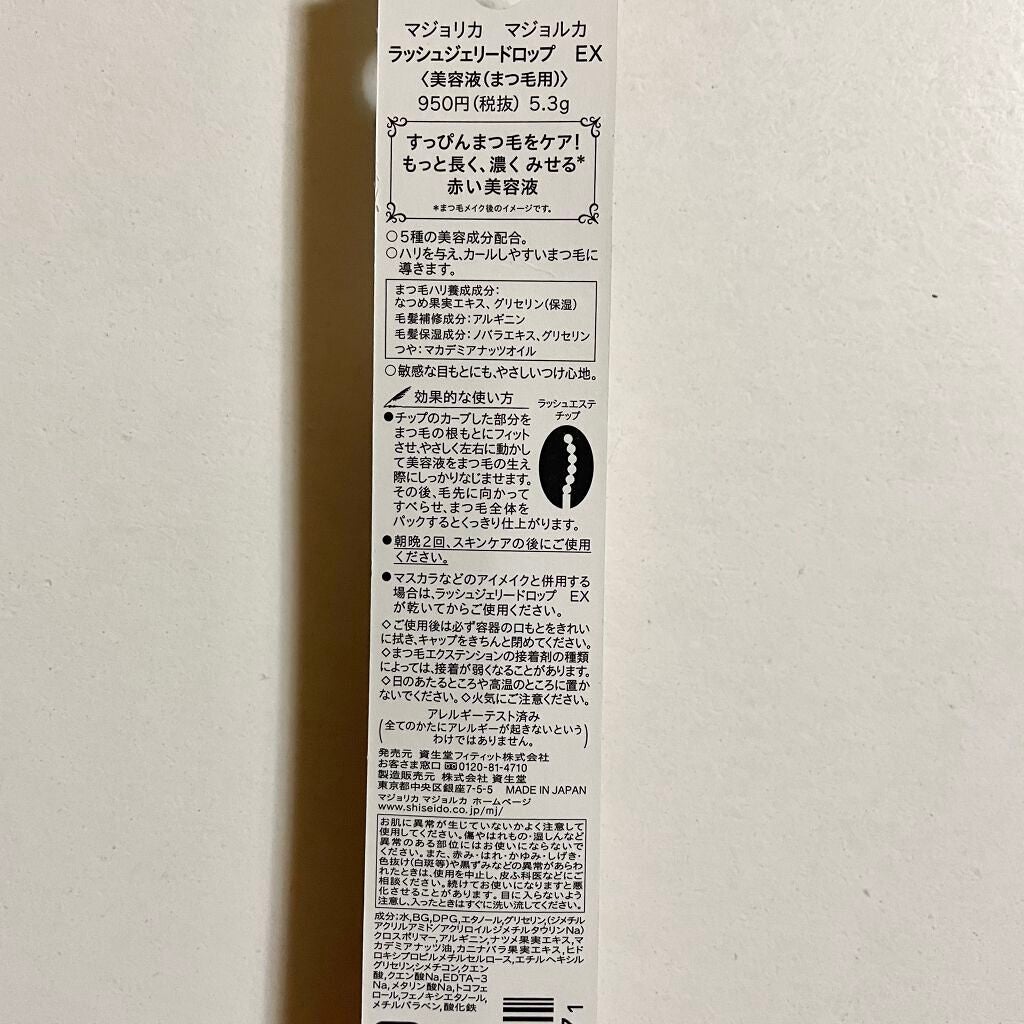 マジョリカ　マジョルカ
ラッシュジェリードロップ　EX
〈美容液(まつ毛用)〉
950円(税抜) 5.3g
すっぴんまつ毛をケア!
もっと長く、濃く みせる*
赤い美容液
*まつ毛メイク後のイメージです。
○5種の美容成分配合。
○ハリを与え、カールしやすいまつ毛に
導きます。
まつ毛ハリ養成成分:
なつめ果実エキス、グリセリン(保湿)
毛髪補修成分:アルギニン
毛髪保湿成分:ノバラエキス、グリセリン
つや:マカデミアナッツオイル
○敏感な目もとにも、やさしいつけ心地。
効果的な使い方
ラッシュエステ
チップ
●チップのカーブした部分を
まつ毛の根もとにフィット
させ、やさしく左右に動かし
て美容液をまつ毛の生え
際にしっかりなじませます。
その後、毛先に向かって
すべらせ、まつ毛全体を
パックするとくっきり仕上がります。
●朝晩2回、スキンケアの後にご使用
ください。
●マスカラなどのアイメイクと併用する
場合は、ラッシュジェリードロップ　EX
が乾いてからご使用ください。
◇ご使用後は必ず容器の口もとをきれい
に拭き、キャップをきちんと閉めてください。
◇まつ毛エクステンションの接着剤の種類
によっては、接着が弱くなることがあります。
◇日のあたるところや高温のところに置か
ないでください。◇火気にご注意ください。
アレルギーテスト済み
(全てのかたにアレルギーが起きないという
わけではありません。)
発売元 資生堂フィティット株式会社
お客さま窓口 0120-81-4710
製造販売元 株式会社 資生堂
東京都中央区銀座7-5-5　MADE IN JAPAN
マジョリカ マジョルカ ホームページ
www.shiseido.co.jp/mj/
お肌に異常が生じていないかよく注意して
使用してください。傷やはれもの・湿しんなど
異常のある部位にはお使いにならないで
ください。また、赤み・はれ・かゆみ・しげき・
色抜け(白斑等)や黒ずみなどの異常があらわ
れたときは、使用を中止し、皮ふ科医などにご
相談ください。続けてお使いになりますと悪
化させることがあります。目に入らないよう
注意し、入ったときはすぐに洗い流してください。
成分:水,BG,DPG,エタノール,グリセリン,(ジメチル
アクリルアミド/アクリロイルジメチルタウリンNa)
クロスポリマー,アルギニン,ナツメ果実エキス,マ
カデミアナッツ油,カニナバラ果実エキス,ヒド
ロキシプロピルメチルセルロース,エチルヘキシル
グリセリン,シメチコン,クエン
酸,クエン酸Na,EDTA-3
Na,メタリン酸Na,トコフェ
ロール,フェノキシエタノール,
メチルパラベン,酸化鉄
71